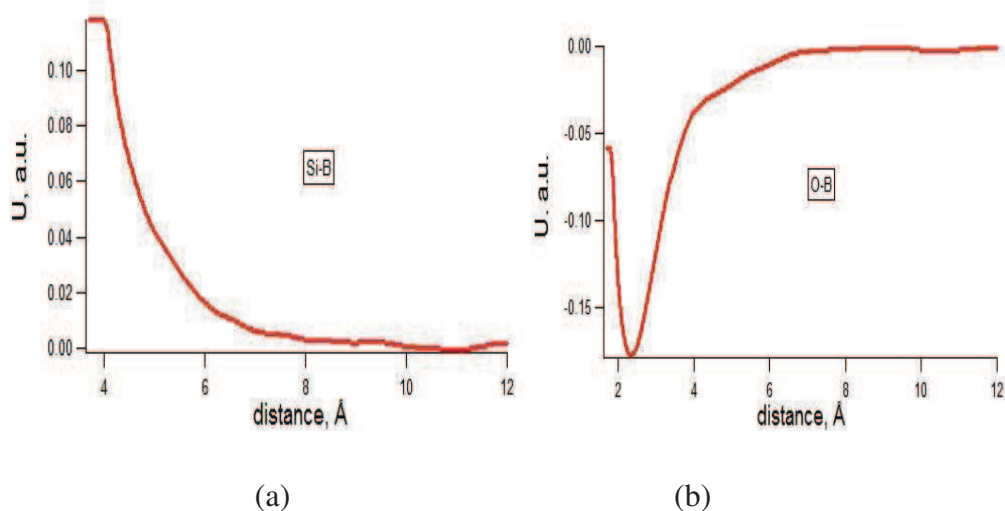 U, a.u.
0.10
0.08
0.06
0.04
0.02
0.00
Si-B
4 6 8 10 12
distance, Å
(a)
U. a.u.
0.00
-0.05
-0.10
-0.15
O-B
2 4 6 8 10 12
distance, Å
(b)